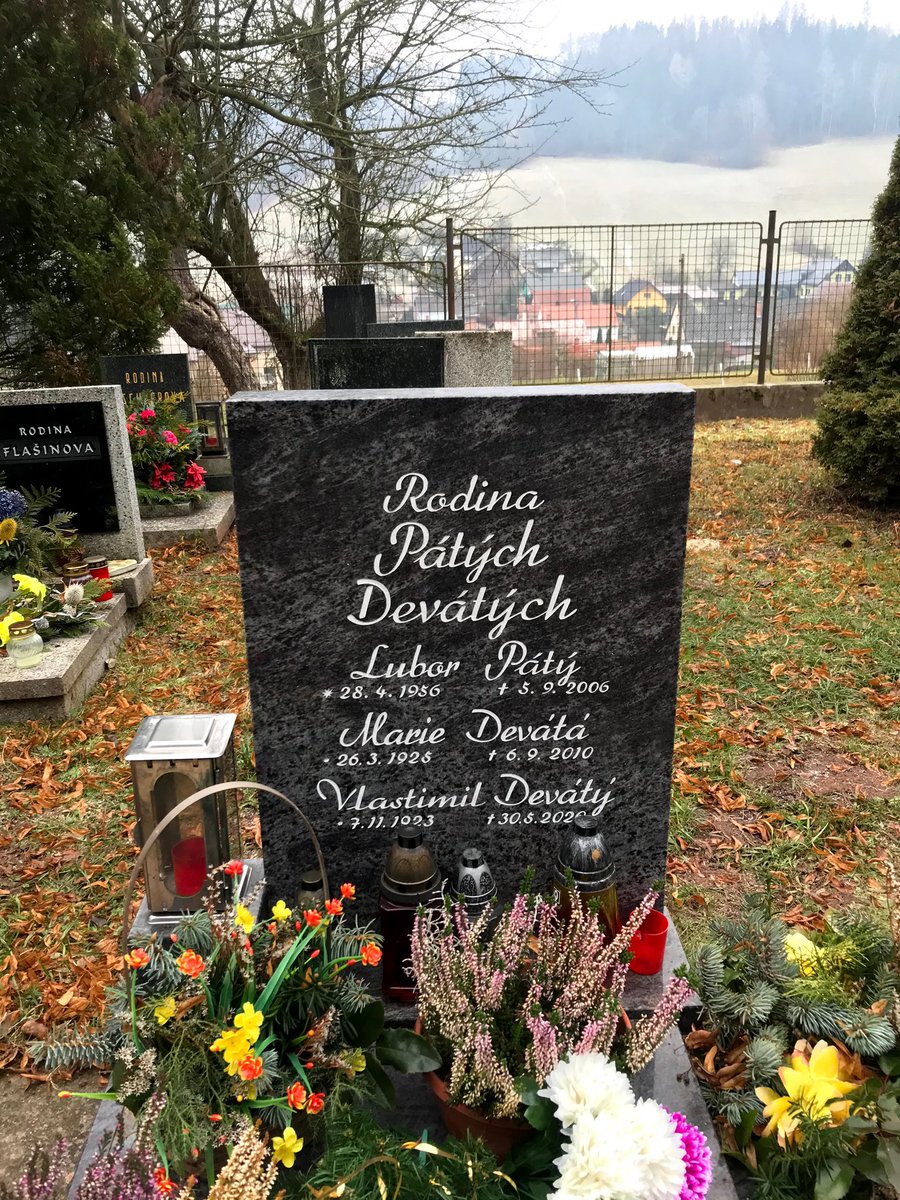 Rodina
Pátých
Devátých
Lubor Pátý
* 28. 4. 1956 † 5. 9. 2006
Marie Devátá
* 26.3. 1925 † 6.9. 2010
Vlastimil Devátý
* 7.11. 1923 † 30.5. 2020
RODINA
FLAŠINOVA
RODINA